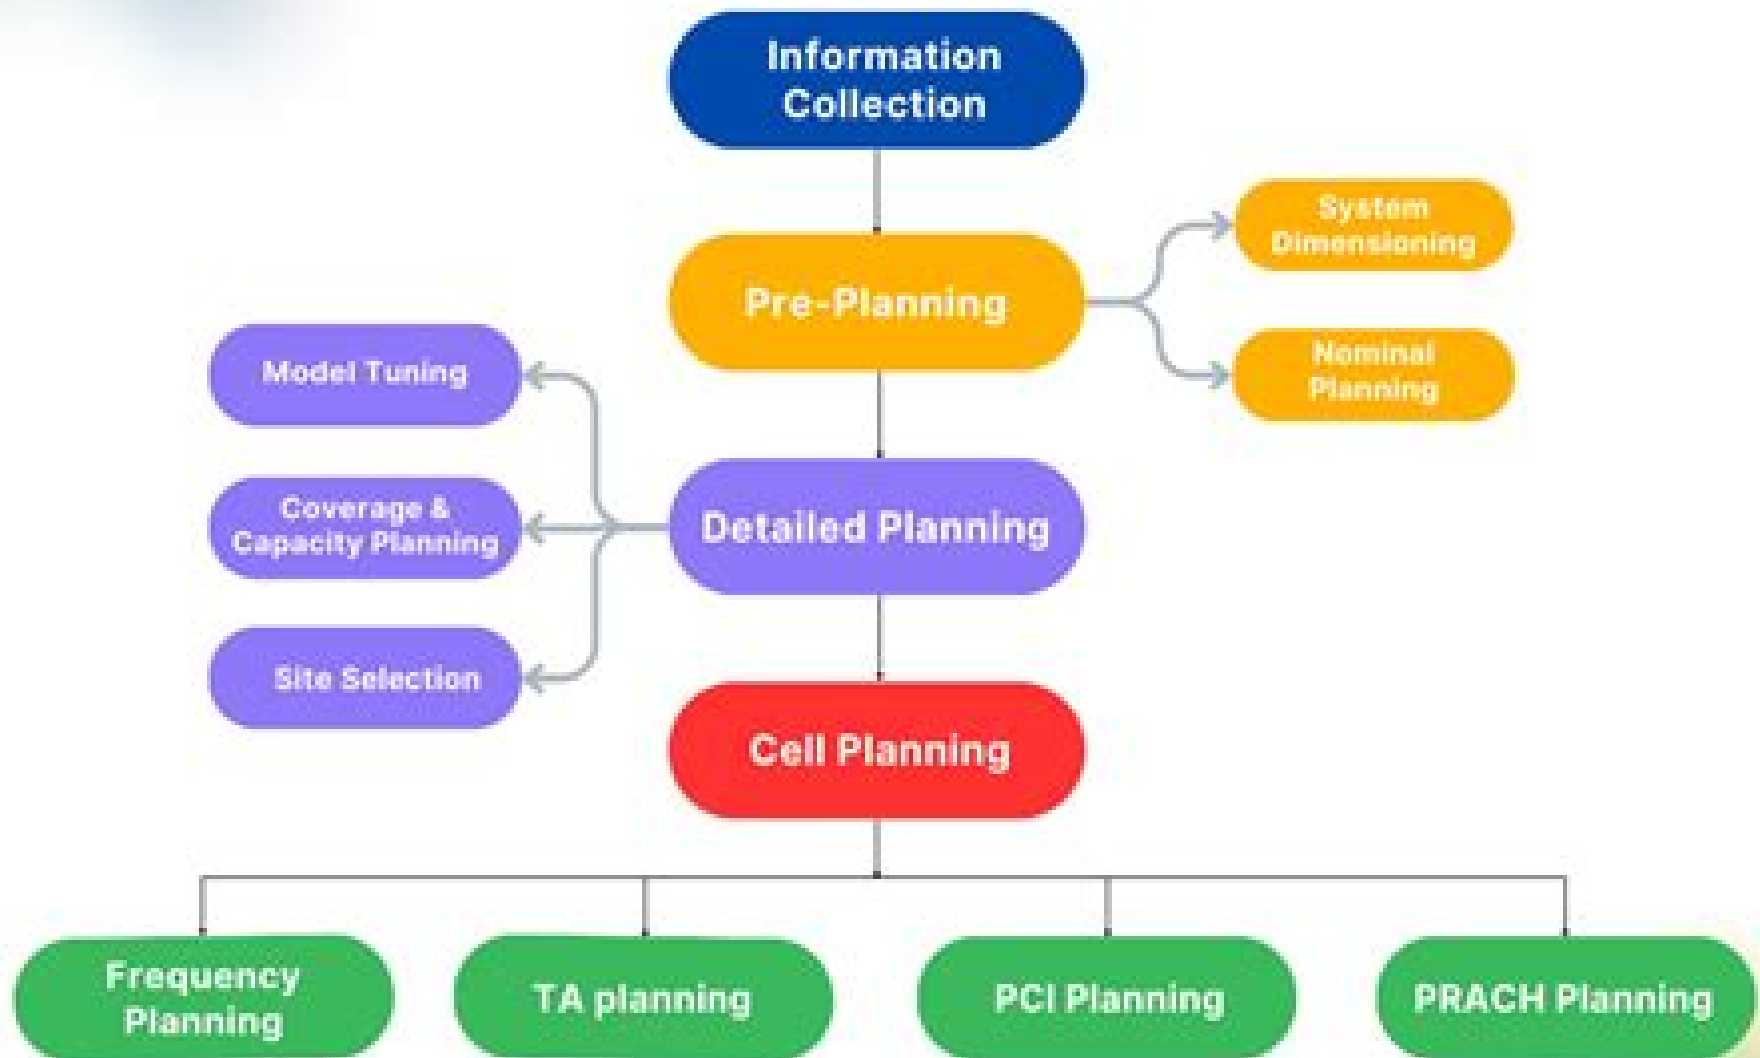 Information
Collection
System
Dimensioning
Pre-Planning
Nominal
Planning
Model Tuning
Coverage &
Capacity Planning
Detailed Planning
Site Selection
Cell Planning
Frequency
Planning
TA planning
PCI Planning
PRACH Planning